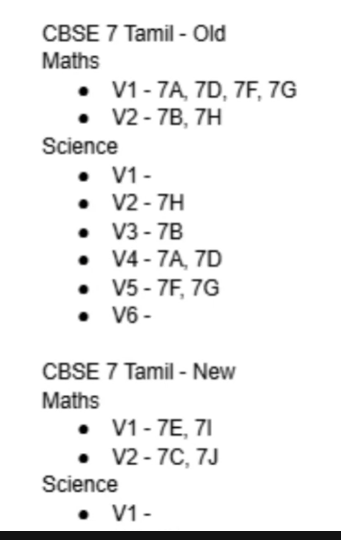 CBSE 7 Tamil - Old
Maths
● V1 - 7A, 7D, 7F, 7G
● V2 - 7B, 7H
Science
● V1 -
● V2 - 7H
● V3 - 7B
● V4 - 7A, 7D
● V5 - 7F, 7G
● V6 -
CBSE 7 Tamil - New
Maths
● V1 - 7E, 7I
● V2 - 7C, 7J
Science
● V1 -